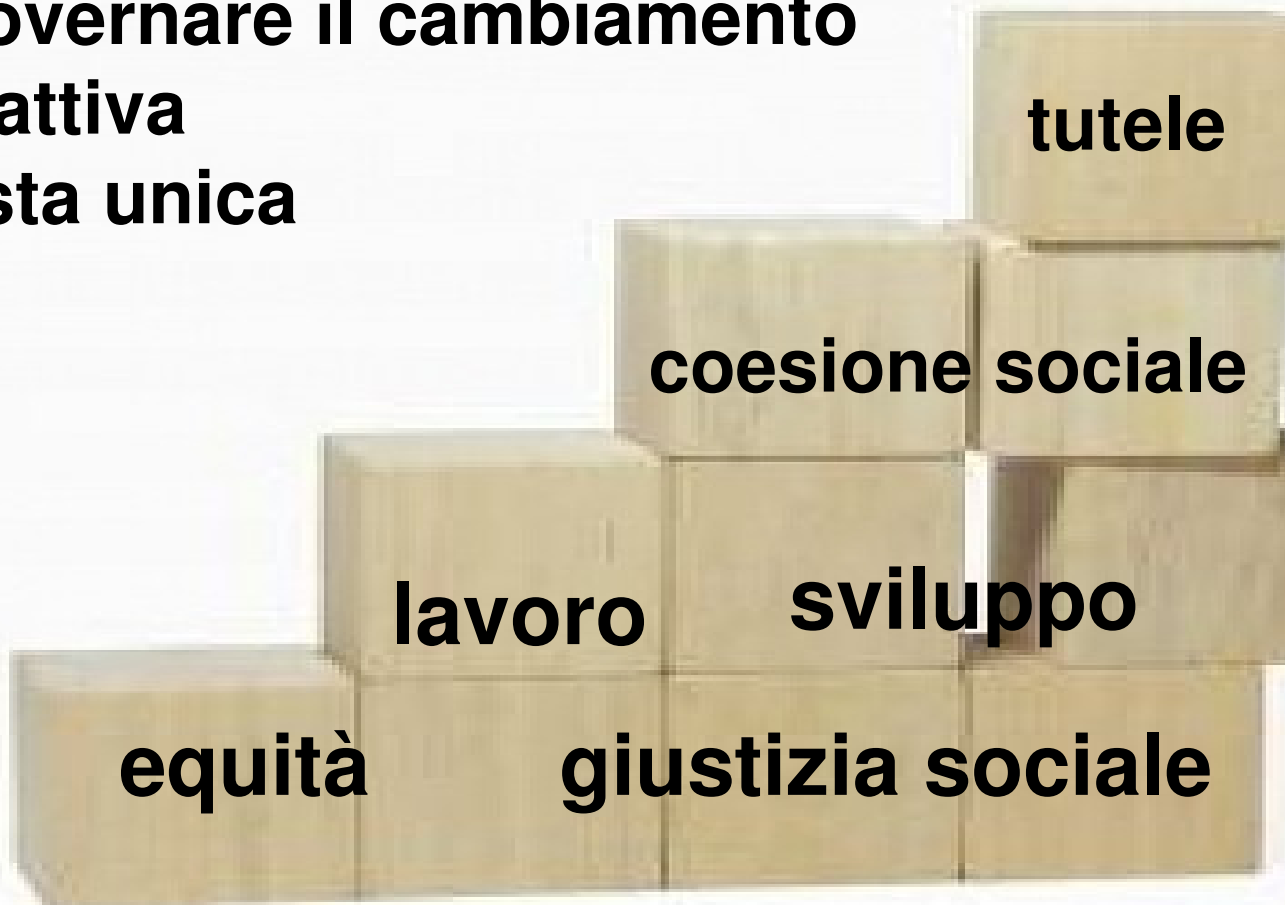 overnare il cambiamento
attiva
sta unica
tutele
coesione sociale
lavoro sviluppo
equità giustizia sociale